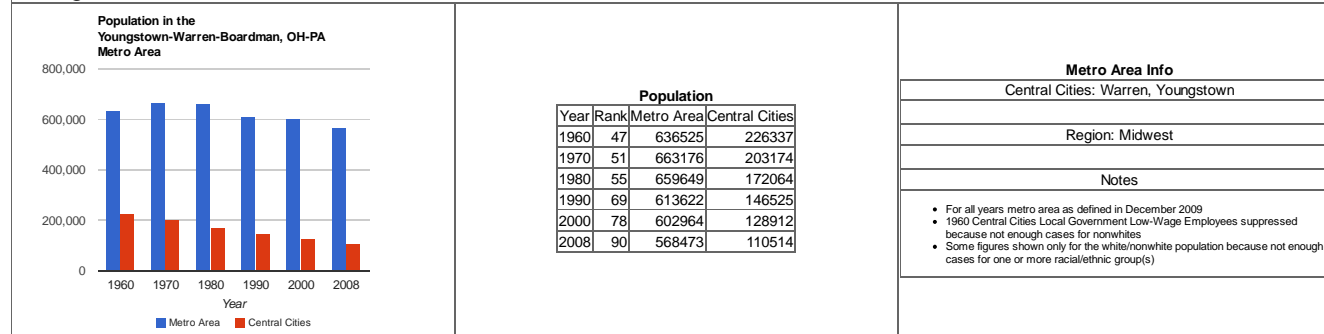 Population in the
Youngstown-Warren-Boardman, OH-PA
Metro Area
800,000
600,000
400,000
200,000
0
1960 1970 1980 1990 2000 2008
Year
Metro Area Central Cities
Population
Year Rank Metro Area Central Cities
1960 47 636525 226337
1970 51 663176 203174
1980 55 659649 172064
1990 69 613622 146525
2000 78 602964 128912
2008 90 568473 110514
Metro Area Info
Central Cities: Warren, Youngstown
Region: Midwest
Notes
• For all years metro area as defined in December 2009
• 1960 Central Cities Local Government Low-Wage Employees suppressed
because not enough cases for nonwhites
• Some figures shown only for the white/nonwhite population because not enough
cases for one or more racial/ethnic group(s)